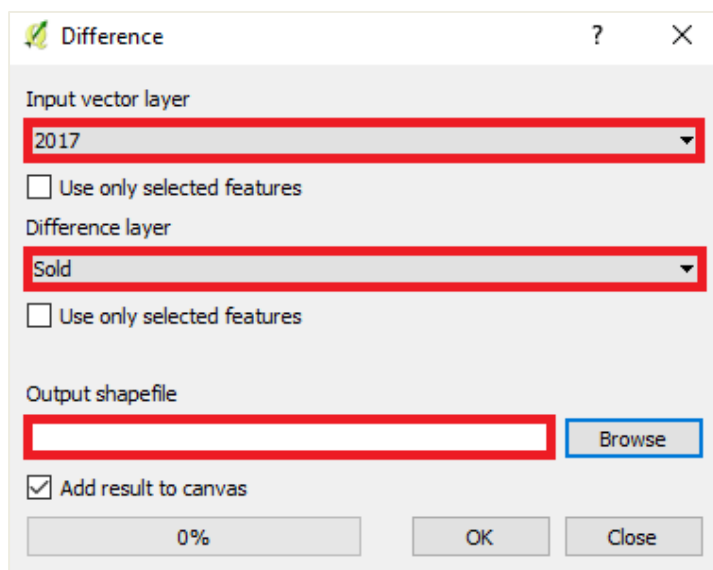 Difference
?
Input vector layer
2017
Use only selected features
Difference layer
Sold
Use only selected features
Output shapefile
Browse
Add result to canvas
0%
OK
Close